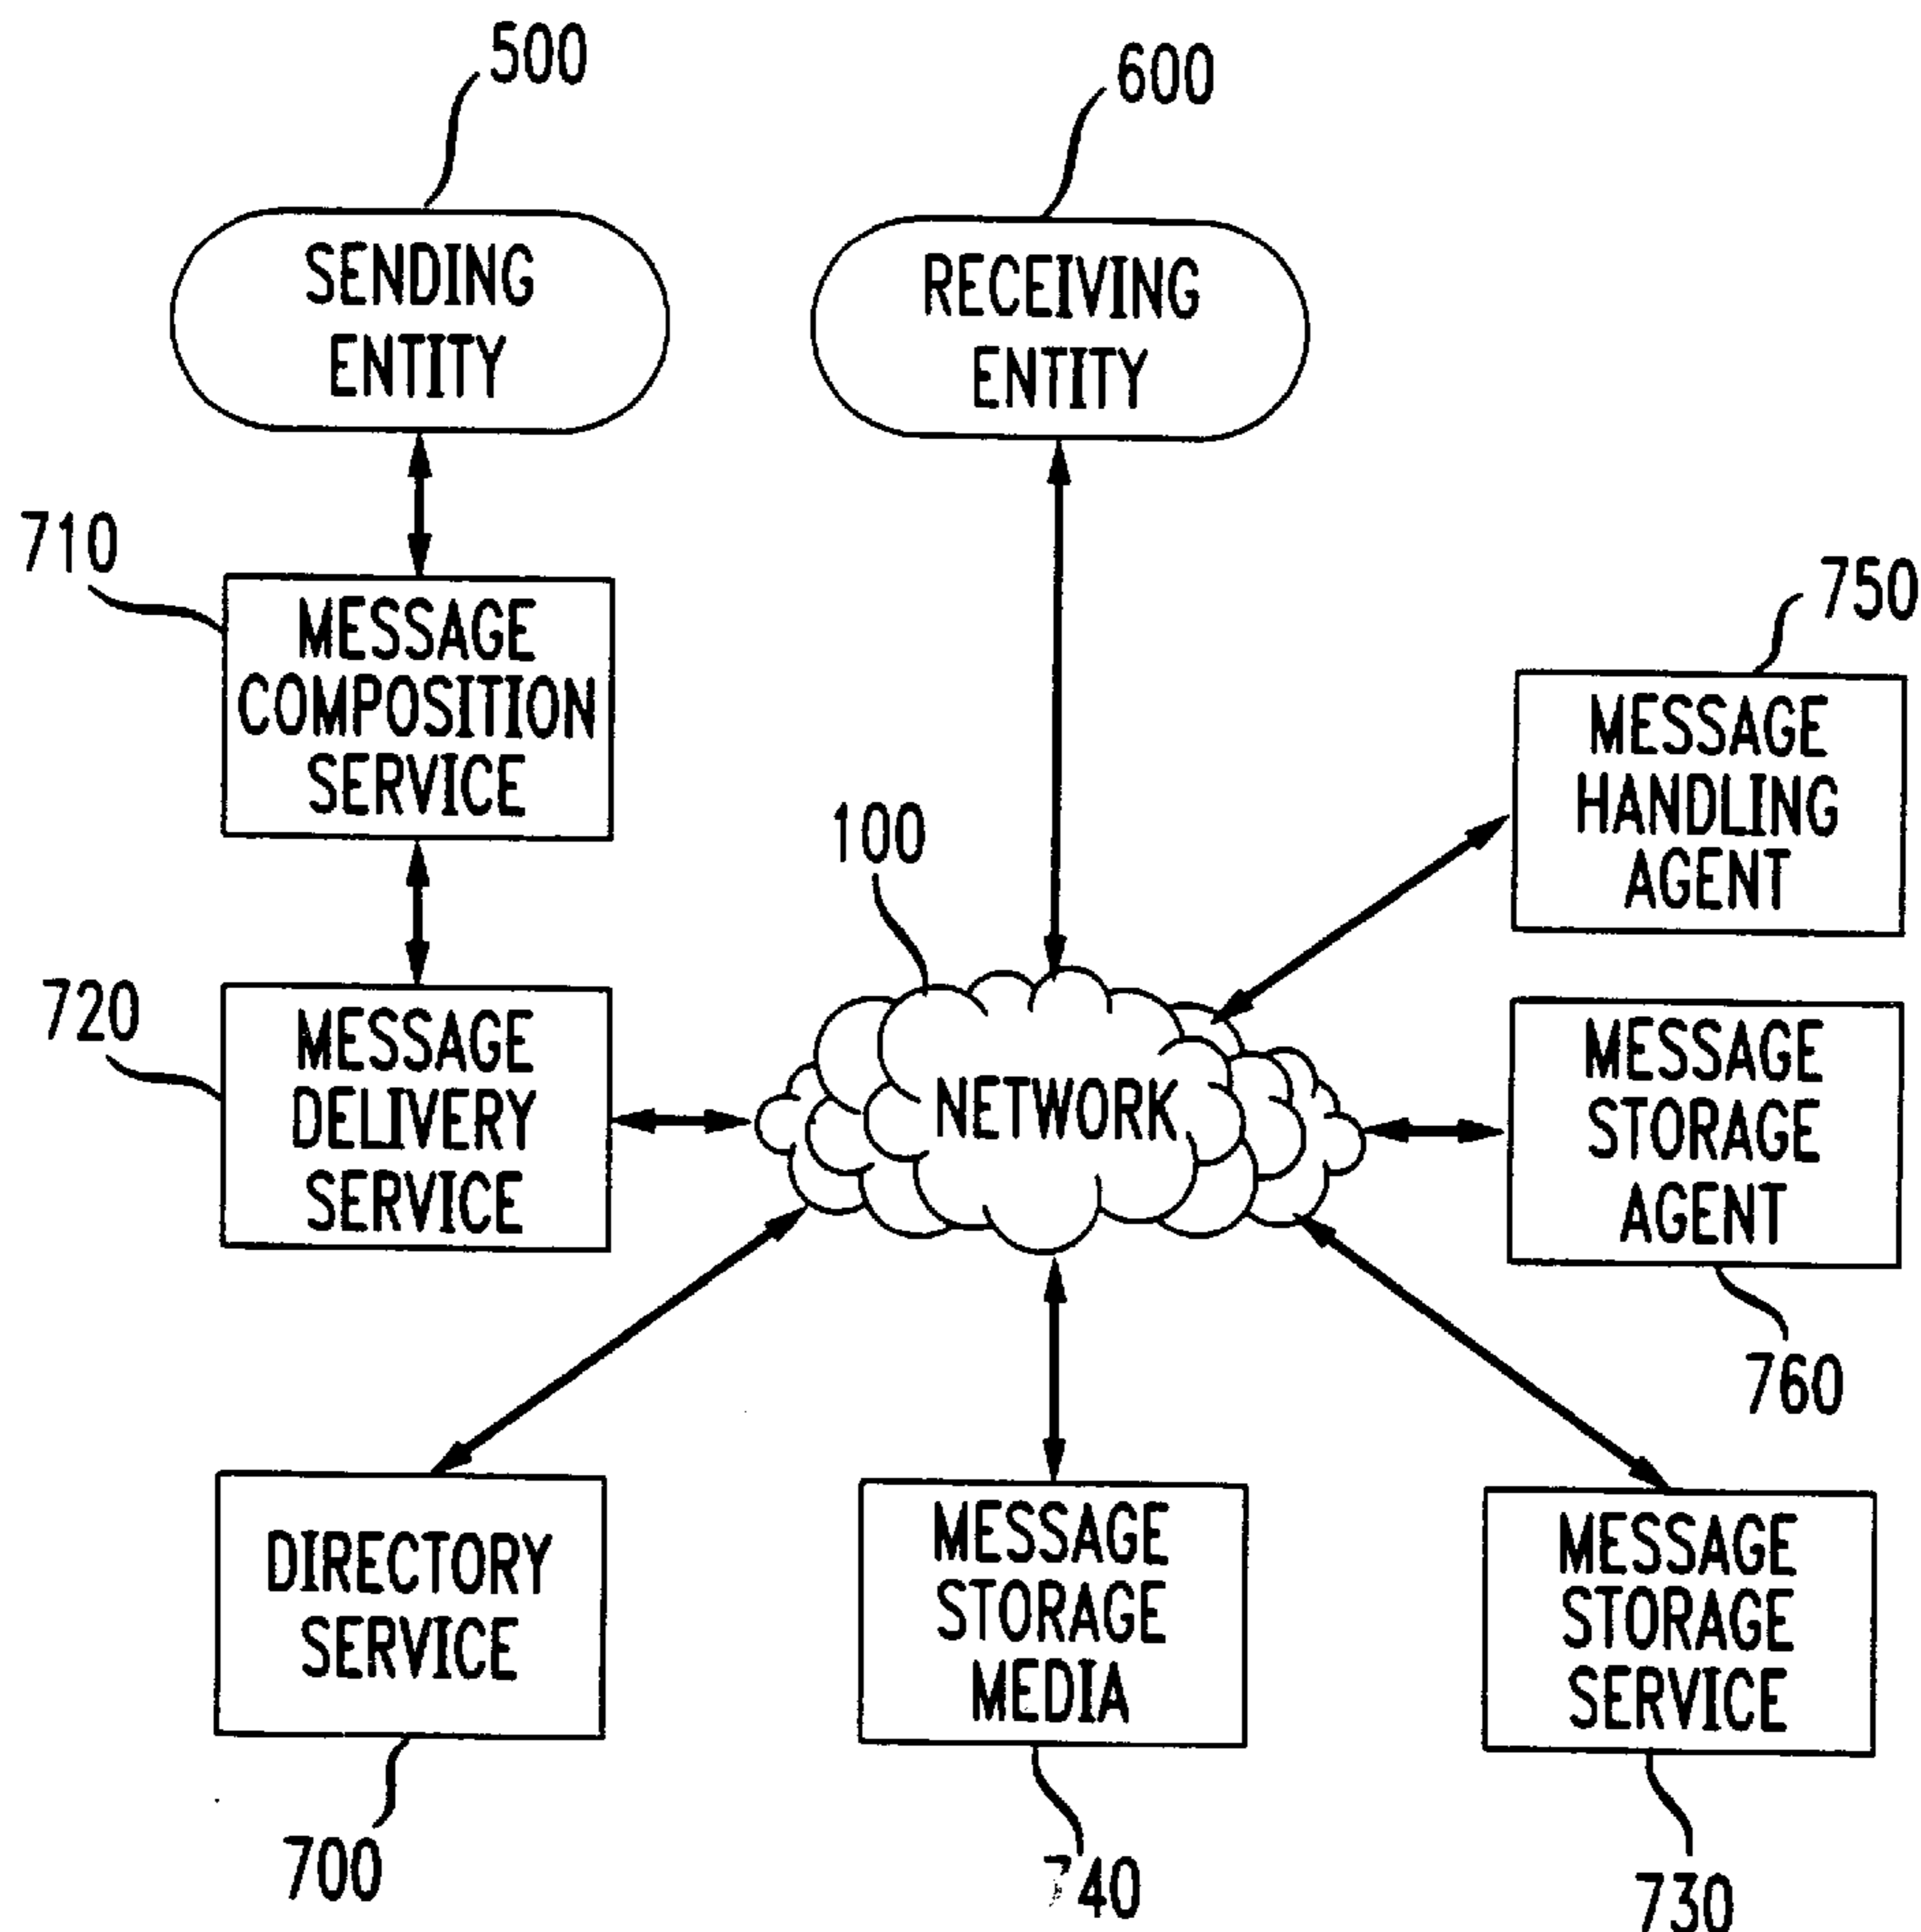 500
600
SENDING
ENTITY
RECEIVING
ENTITY
710
MESSAGE
COMPOSITION
SERVICE
750
MESSAGE
HANDLING
AGENT
100
720
MESSAGE
DELIVERY
SERVICE
NETWORK
MESSAGE
STORAGE
AGENT
760
DIRECTORY
SERVICE
MESSAGE
STORAGE
MEDIA
MESSAGE
STORAGE
SERVICE
700
740
730